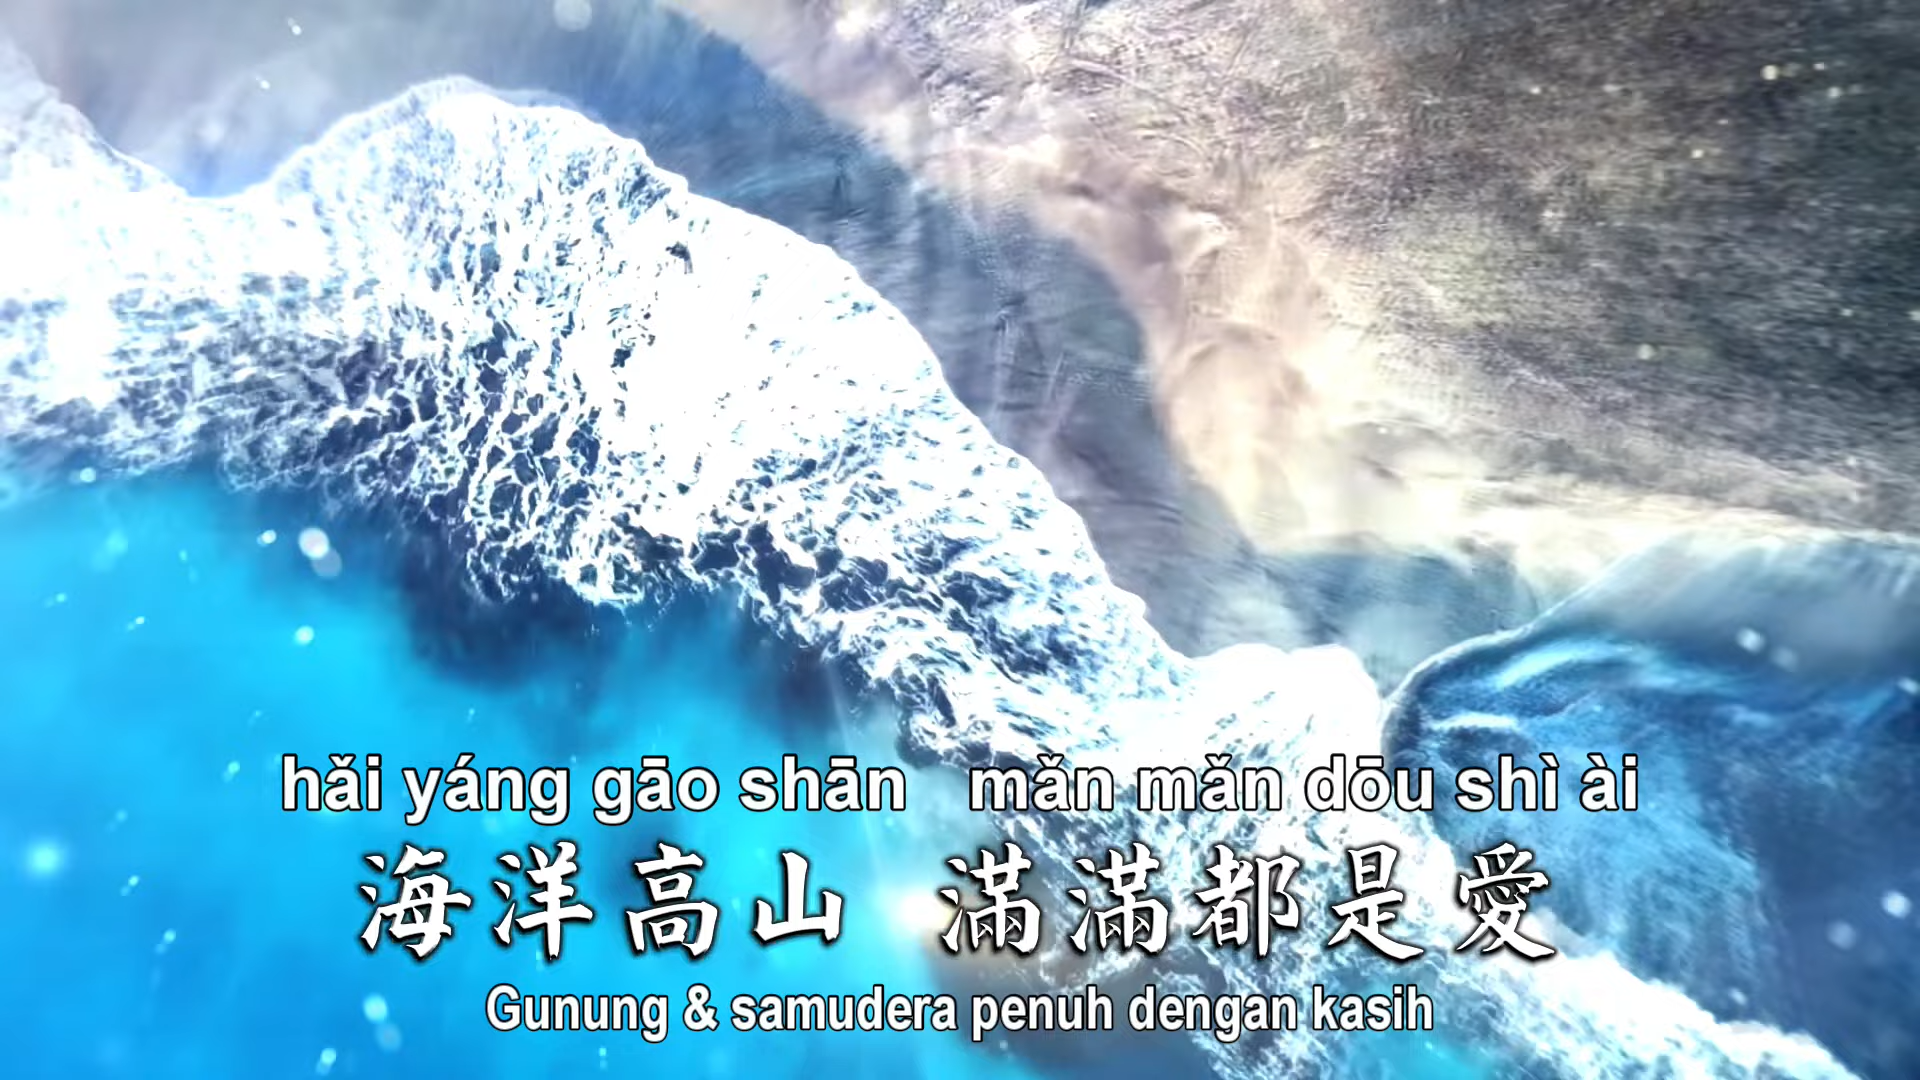 hǎi yáng gāo shān mǎn mǎn dōu shì ài
海洋高山 滿滿都是愛
Gunung & samudera penuh dengan kasih